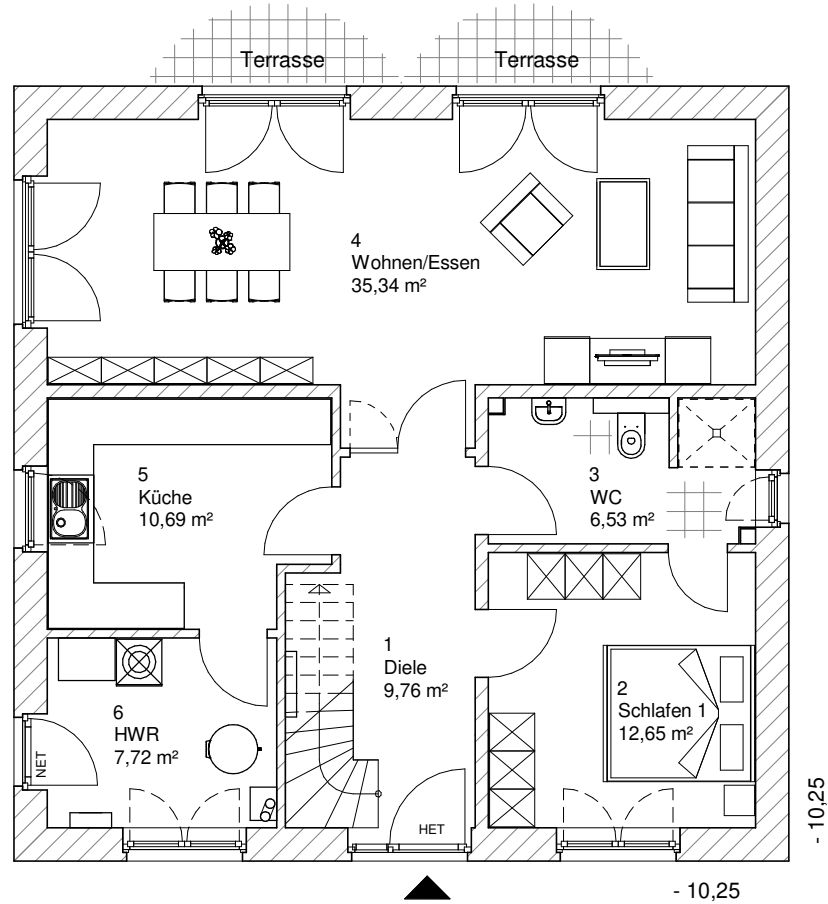 Terrasse
Terrasse
4
Wohnen/Essen
35,34 m²
5
Küche
10,69 m²
3
WC
6,53 m²
1
Diele
9,76 m²
2
Schlafen 1
12,65 m²
6
HWR
7,72 m²
NET
HET
- 10,25
- 10,25